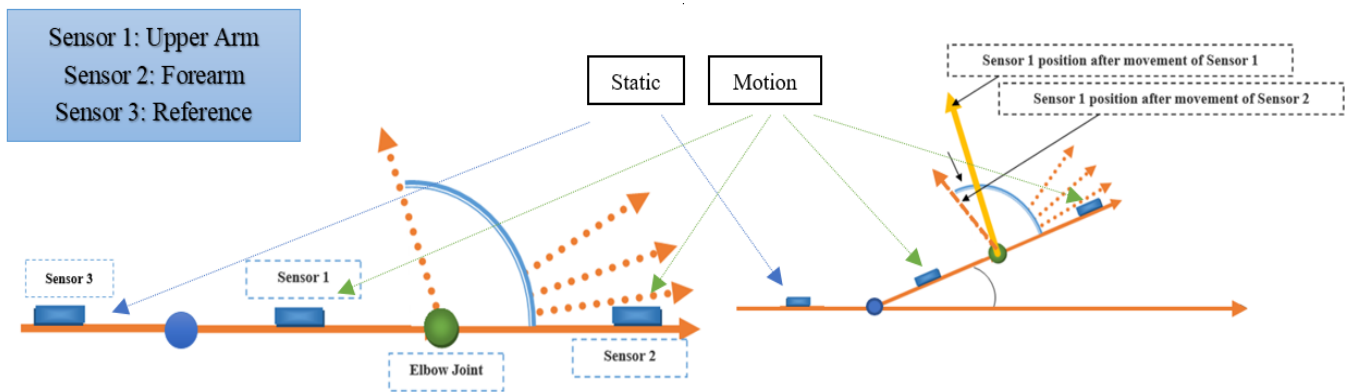 Sensor 1: Upper Arm
Sensor 2: Forearm
Sensor 3: Reference
Static
Motion
Sensor 1 position after movement of Sensor 1
Sensor 1 position after movement of Sensor 2
Sensor 3
Sensor 1
Elbow Joint
Sensor 2